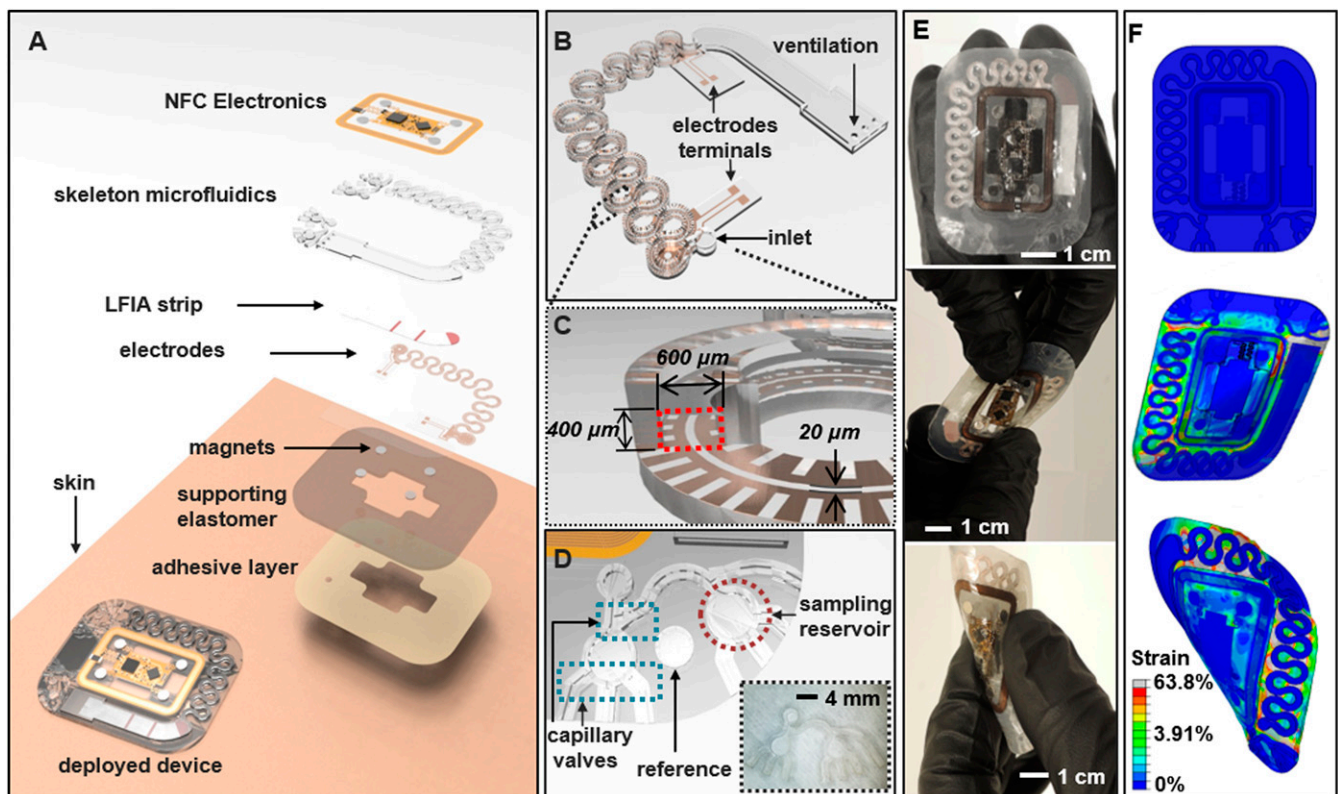 A
NFC Electronics
skeleton microfluidics
LFIA strip
electrodes
magnets
skin
supporting
elastomer
adhesive layer
deployed device
B
ventilation
electrodes
terminals
inlet
C
600 μm
400 μm
20 μm
D
sampling
reservoir
4 mm
capillary
valves
reference
E
1 cm
1 cm
1 cm
F
Strain
63.8%
3.91%
0%